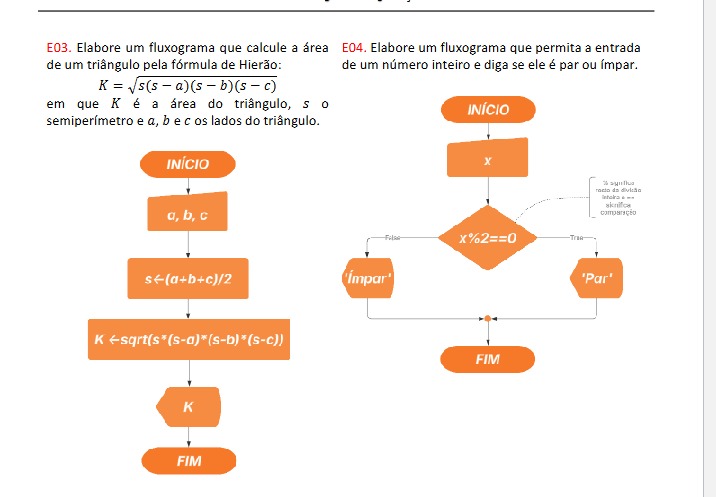 E03. Elabore um fluxograma que calcule a área
de um triângulo pela fórmula de Hierão:
K = √s(s − a)(s − b)(s − c)
em que K é a área do triângulo, s o
semiperímetro e a, b e c os lados do triângulo.
INÍCIO
a, b, c
s←(a+b+c)/2
K ←sqrt(s*(s-a)*(s-b)*(s-c))
K
FIM
E04. Elabore um fluxograma que permita a entrada
de um número inteiro e diga se ele é par ou ímpar.
INÍCIO
x
% significa
resto da divisão
inteira e ==
significa
comparação
x%2==0
False
True
'Ímpar'
'Par'
FIM